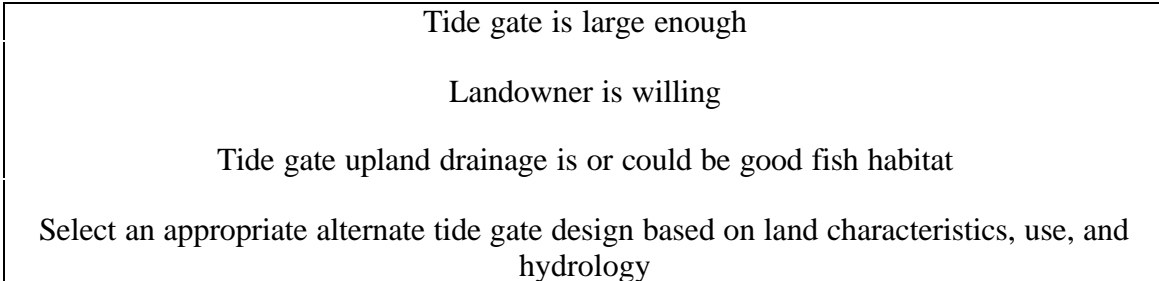 Tide gate is large enough
Landowner is willing
Tide gate upland drainage is or could be good fish habitat
Select an appropriate alternate tide gate design based on land characteristics, use, and
hydrology